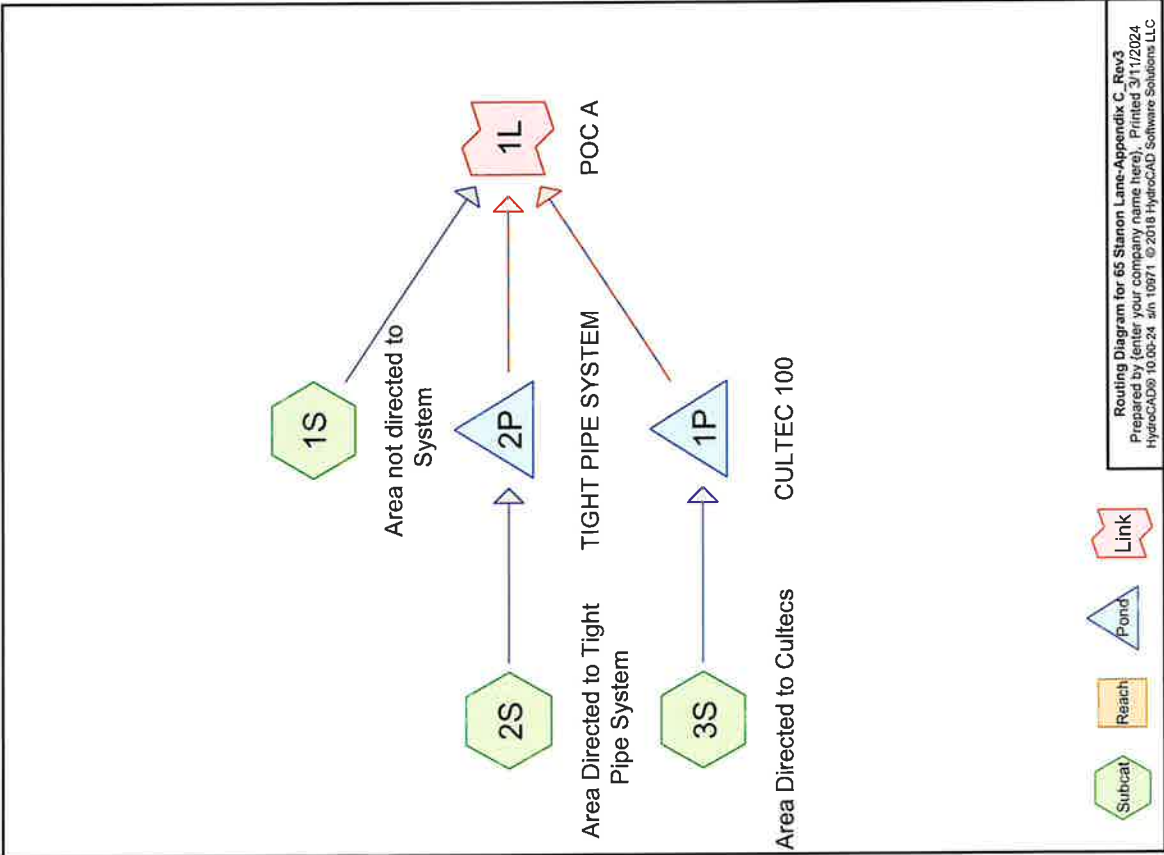 1S
Area not directed to
System
2S
Area Directed to Tight
Pipe System
2P
TIGHT PIPE SYSTEM
1L
POC A
3S
Area Directed to Cultecs
1P
CULTEC 100
Subcat
Reach
Pond
Link
Routing Diagram for 65 Stanon Lane-Appendix C_Rev3
Prepared by {enter your company name here}, Printed 3/11/2024
HydroCAD® 10.00-24 s/n 10971 © 2018 HydroCAD Software Solutions LLC